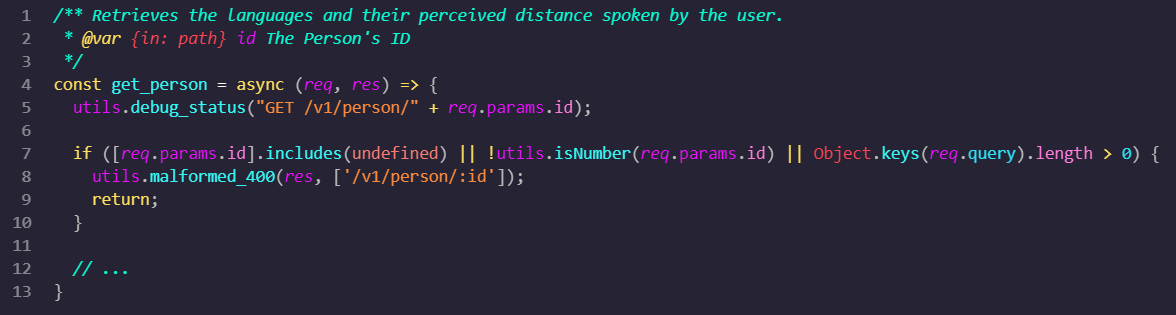 1 /** Retrieves the languages and their perceived distance spoken by the user.
2  * @var {in: path} id The Person's ID
3  */
4 const get_person = async (req, res) => {
5   utils.debug_status("GET /v1/person/" + req.params.id);
6
7   if ([req.params.id].includes(undefined) || !utils.isNumber(req.params.id) || Object.keys(req.query).length > 0) {
8     utils.malformed_400(res, ['/v1/person/:id']);
9     return;
10   }
11
12   // ...
13 }